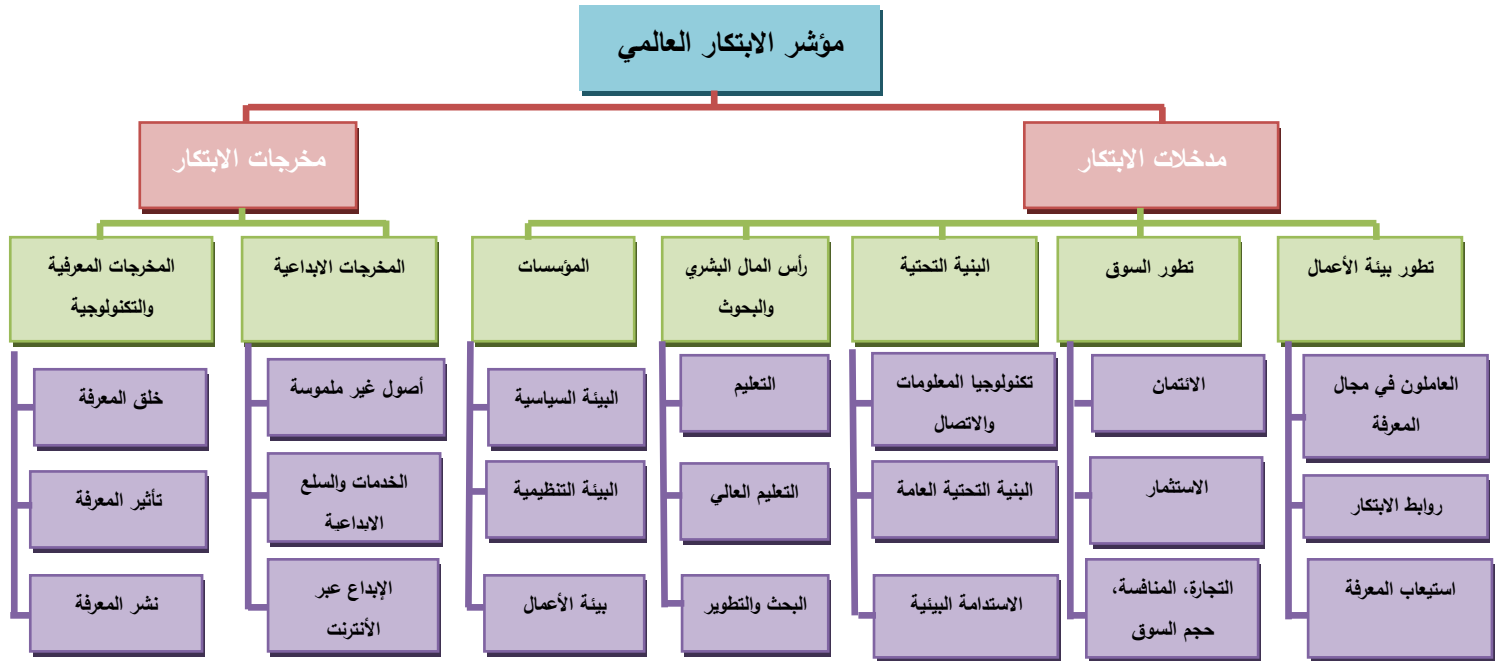 مؤشر الابتكار العالمي
مدخلات الابتكار
مخرجات الابتكار
تطور بيئة الأعمال
تطور السوق
البنية التحتية
رأس المال البشري
والبحوث
المؤسسات
المخرجات الابداعية
المخرجات المعرفية
والتكنولوجية
العاملون في مجال
المعرفة
روابط الابتكار
استيعاب المعرفة
الائتمان
الاستثمار
التجارة، المنافسة،
حجم السوق
تكنولوجيا المعلومات
والاتصال
البنية التحتية العامة
الاستدامة البيئية
التعليم
التعليم العالي
البحث والتطوير
البيئة السياسية
البيئة التنظيمية
بيئة الأعمال
أصول غير ملموسة
الخدمات والسلع
الابداعية
الإبداع عبر
الأنترنت
خلق المعرفة
تأثير المعرفة
نشر المعرفة